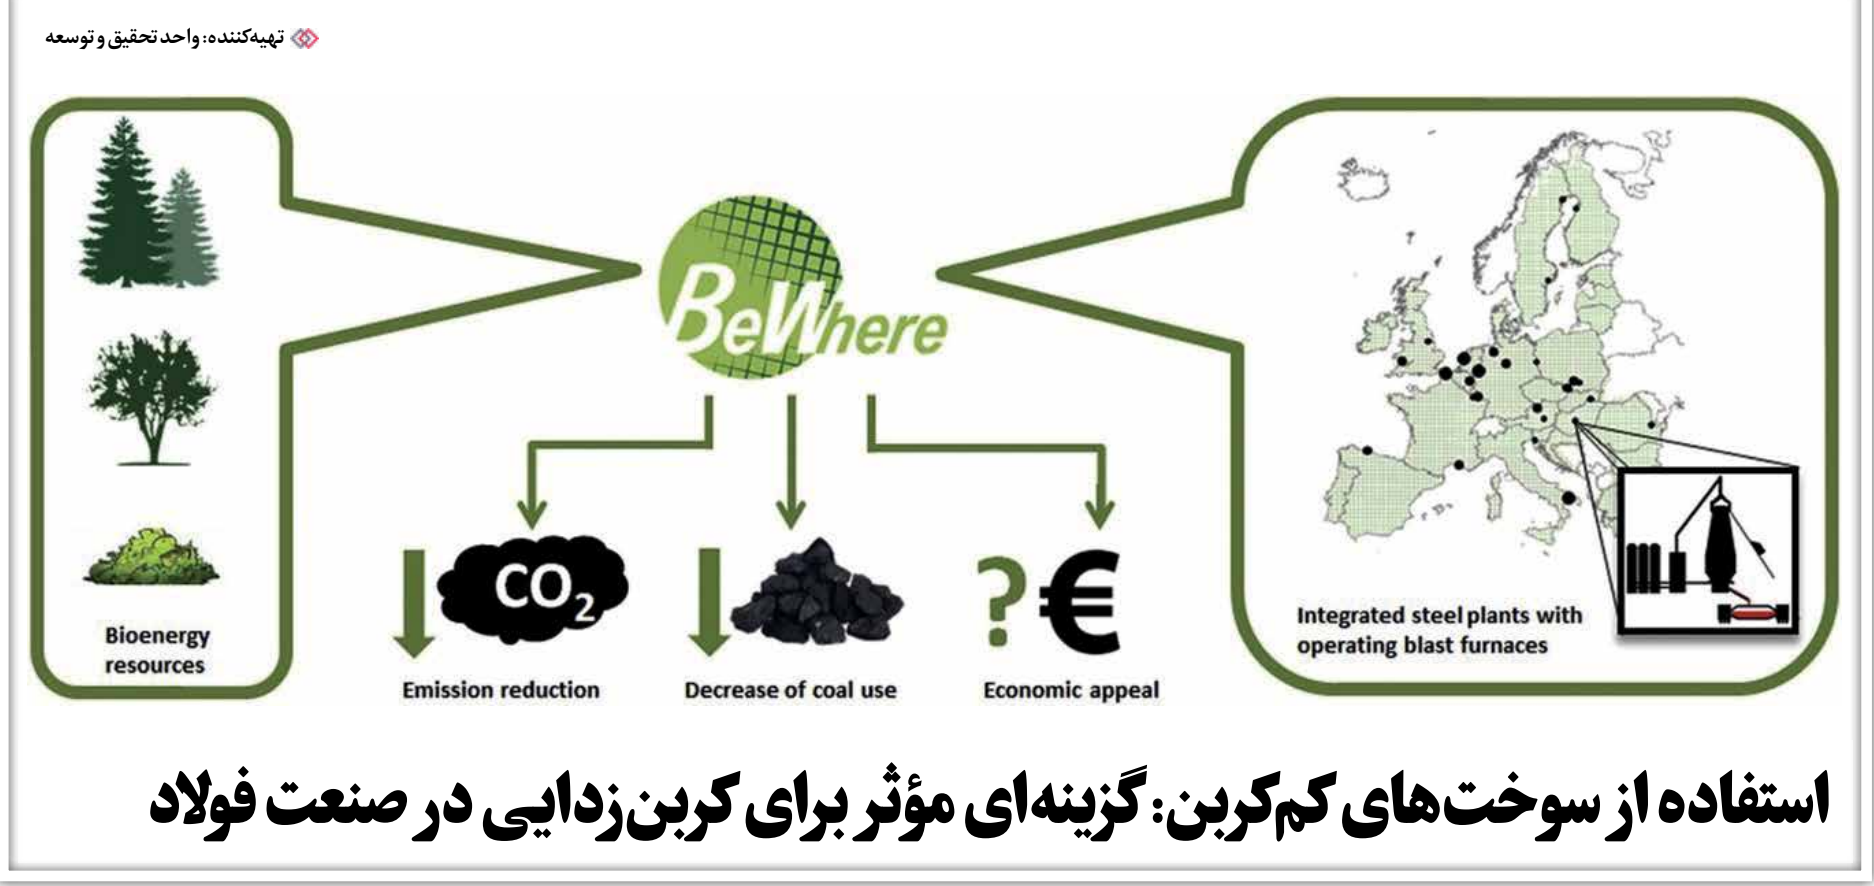 تهیه‌کننده: واحد تحقیق و توسعه
BeWhere
Bioenergy
resources
CO2
Emission reduction
Decrease of coal use
?€
Economic appeal
Integrated steel plants with
operating blast furnaces
استفاده از سوخت‌های کم‌کربن: گزینه‌ای مؤثر برای کربن‌زدایی در صنعت فولاد